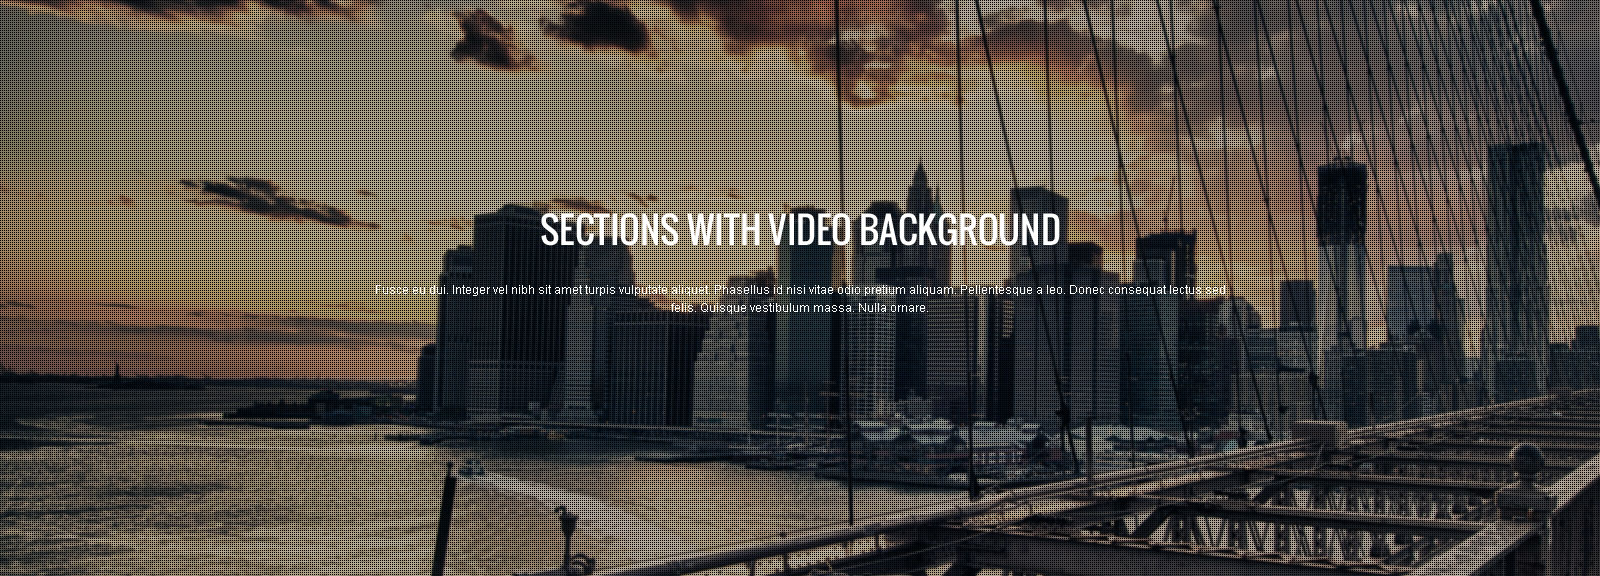 SECTIONS WITH VIDEO BACKGROUND
Fusce eu dui. Integer vel nibh sit amet turpis vulputate aliquet. Phasellus id nisi vitae odio pretium aliquam. Pellentesque a leo. Donec consequat lectus sed
felis. Quisque vestibulum massa. Nulla ornare.